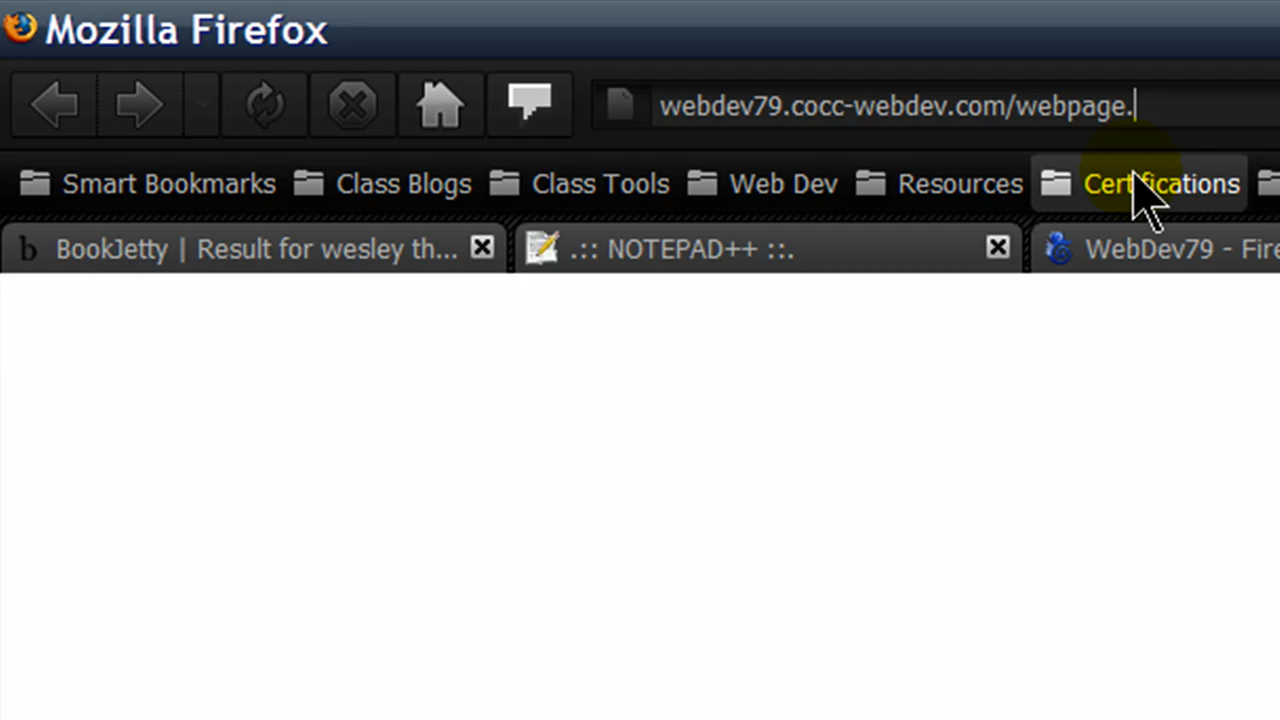 Mozilla Firefox
webdev79.cocc-webdev.com/webpage.
Smart Bookmarks Class Blogs Class Tools Web Dev Resources Certifications
b BookJetty | Result for wesley th... .:: NOTEPAD++ ::. WebDev79 - Fire